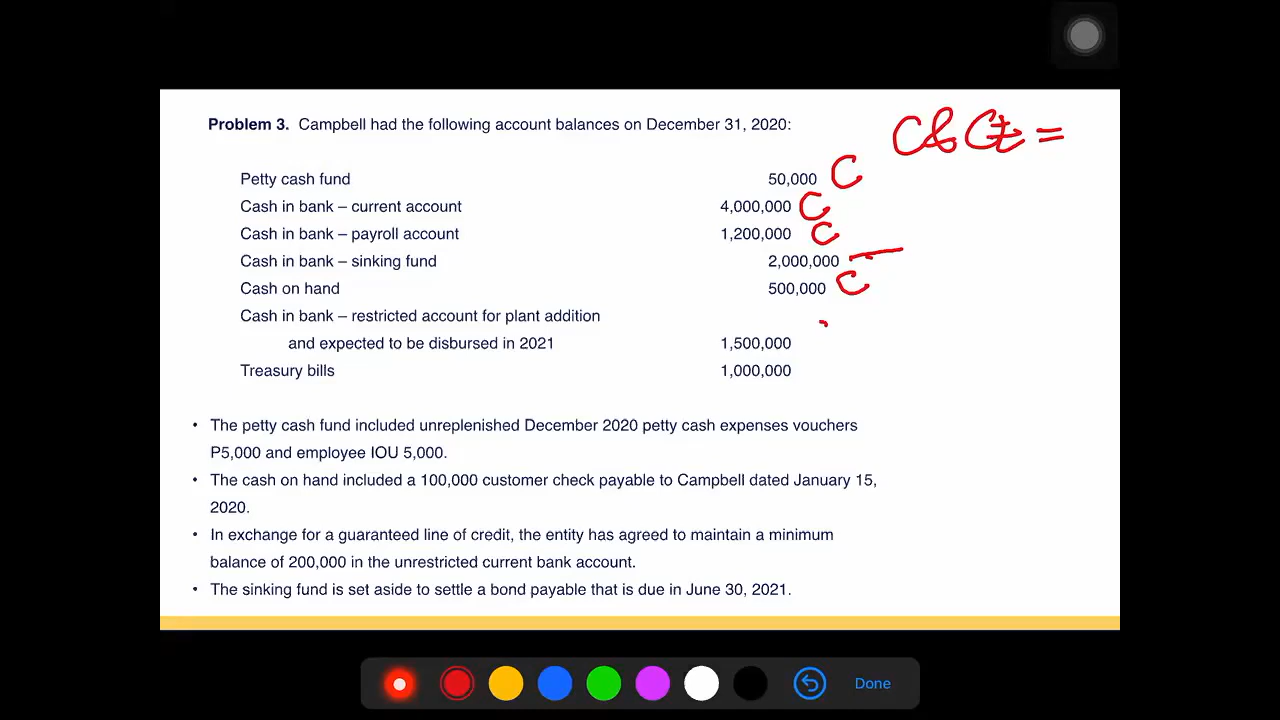 Problem 3. Campbell had the following account balances on December 31, 2020:
C&CE =
Petty cash fund 50,000 C
Cash in bank – current account 4,000,000 C
Cash in bank – payroll account 1,200,000 C
Cash in bank – sinking fund 2,000,000
Cash on hand 500,000 C
Cash in bank – restricted account for plant addition
and expected to be disbursed in 2021 1,500,000
Treasury bills 1,000,000
• The petty cash fund included unreplenished December 2020 petty cash expenses vouchers
P5,000 and employee IOU 5,000.
• The cash on hand included a 100,000 customer check payable to Campbell dated January 15,
2020.
• In exchange for a guaranteed line of credit, the entity has agreed to maintain a minimum
balance of 200,000 in the unrestricted current bank account.
• The sinking fund is set aside to settle a bond payable that is due in June 30, 2021.
Done